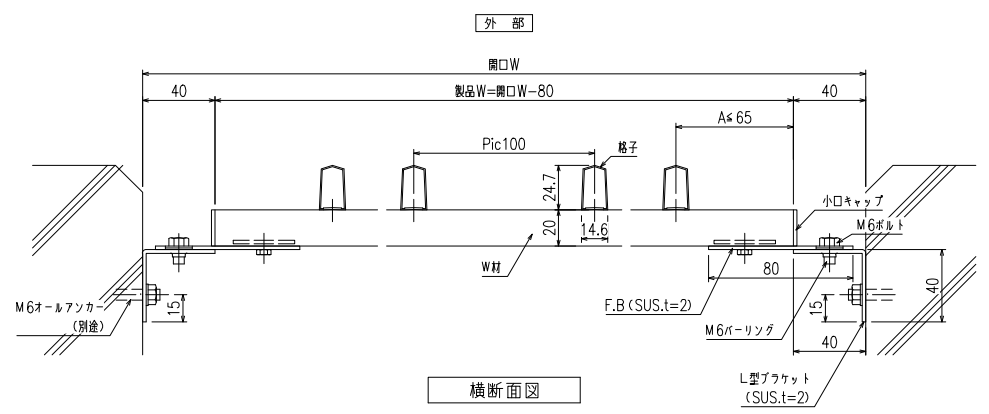 外 部
開口W
40
製品W=開口W-80
40
A≦65
Pic100
格子
24.7
20
14.6
小口キャップ
M6ボルト
W材
80
F.B(SUS.t=2)
M6バーリング
M6オールアンカー
(別途)
15
15
40
40
L型ブラケット
(SUS.t=2)
横断面図